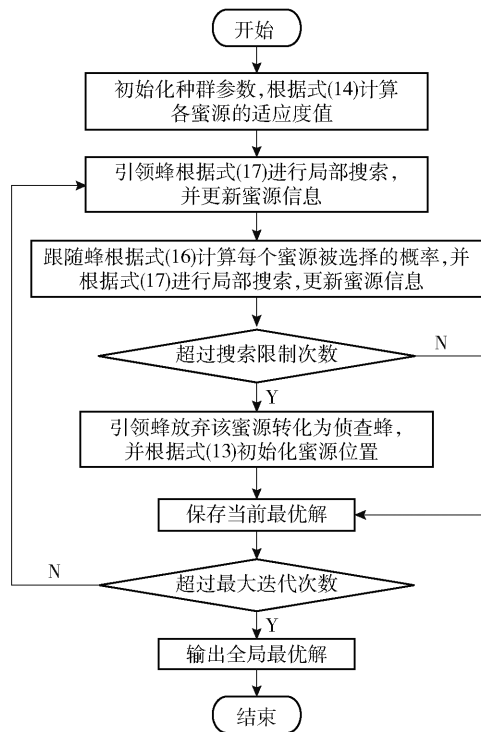 开始
初始化种群参数,根据式(14)计算
各蜜源的适应度值
引领蜂根据式(17)进行局部搜索,
并更新蜜源信息
跟随蜂根据式(16)计算每个蜜源被选择的概率,并
根据式(17)进行局部搜索,更新蜜源信息
超过搜索限制次数
N
Y
引领蜂放弃该蜜源转化为侦查蜂,
并根据式(13)初始化蜜源位置
保存当前最优解
N
超过最大迭代次数
Y
输出全局最优解
结束